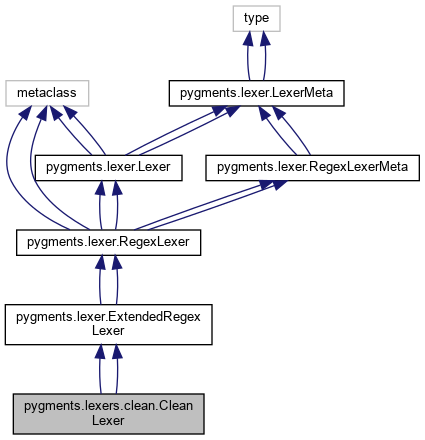 type
metaclass
pygments.lexer.LexerMeta
pygments.lexer.Lexer
pygments.lexer.RegexLexerMeta
pygments.lexer.RegexLexer
pygments.lexer.ExtendedRegex
Lexer
pygments.lexers.clean.Clean
Lexer